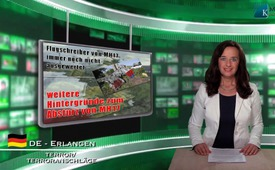 Flugschreiber von MH17
immer noch nicht
ausgewertet
weitere
Hintergründe zum
Absturz von MH17
DE - ERLANGEN
TERROR/
TERRORANSCHLÄGE
K